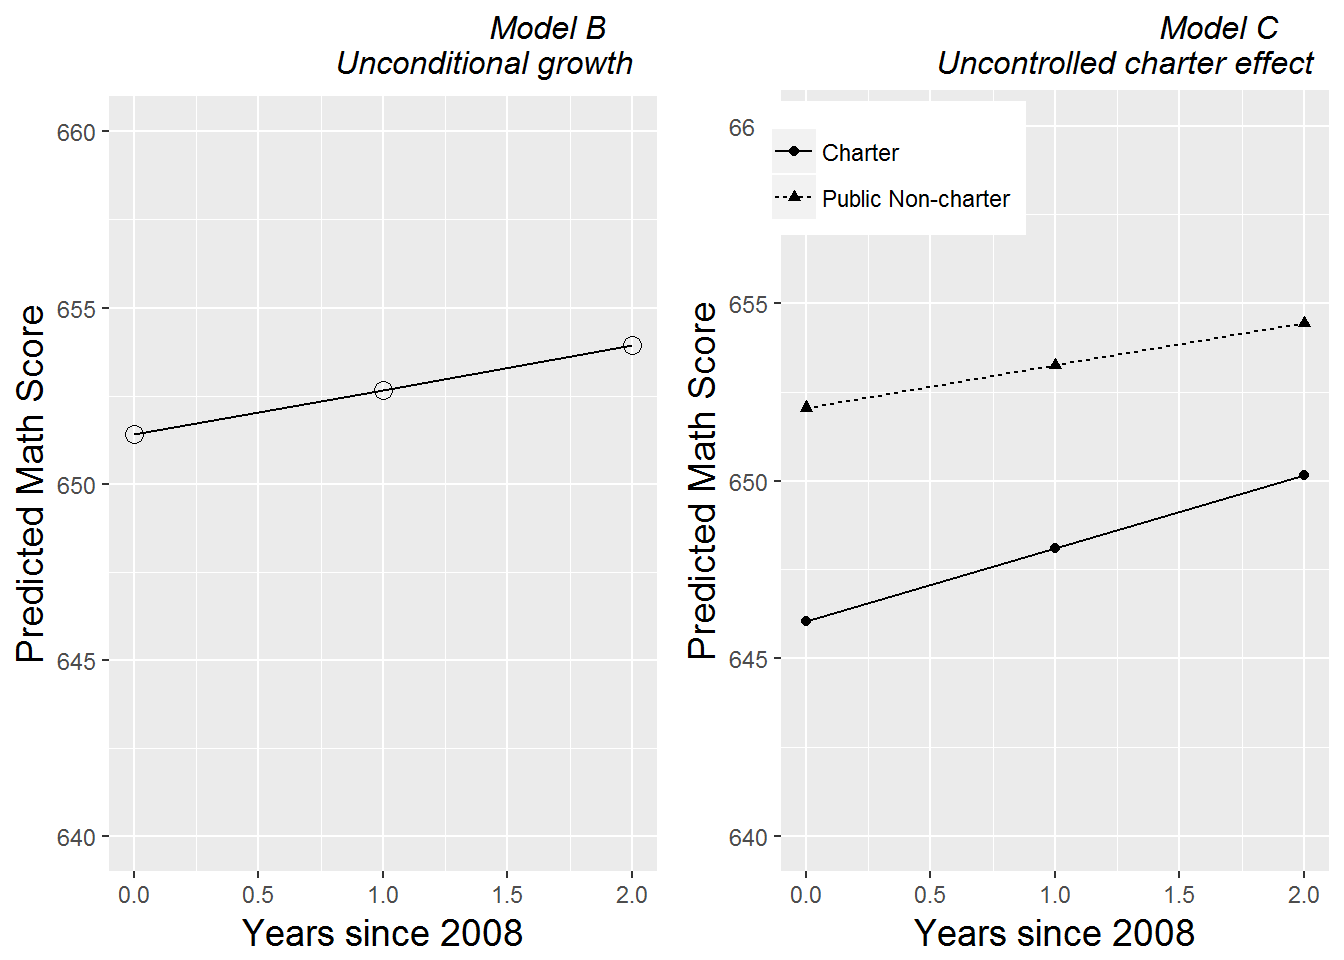 Model B
Unconditional growth
660
655
650
645
640
Predicted Math Score
0.0 0.5 1.0 1.5 2.0
Years since 2008
Model C
Uncontrolled charter effect
66
Charter
Public Non-charter
655
650
645
640
Predicted Math Score
0.0 0.5 1.0 1.5 2.0
Years since 2008